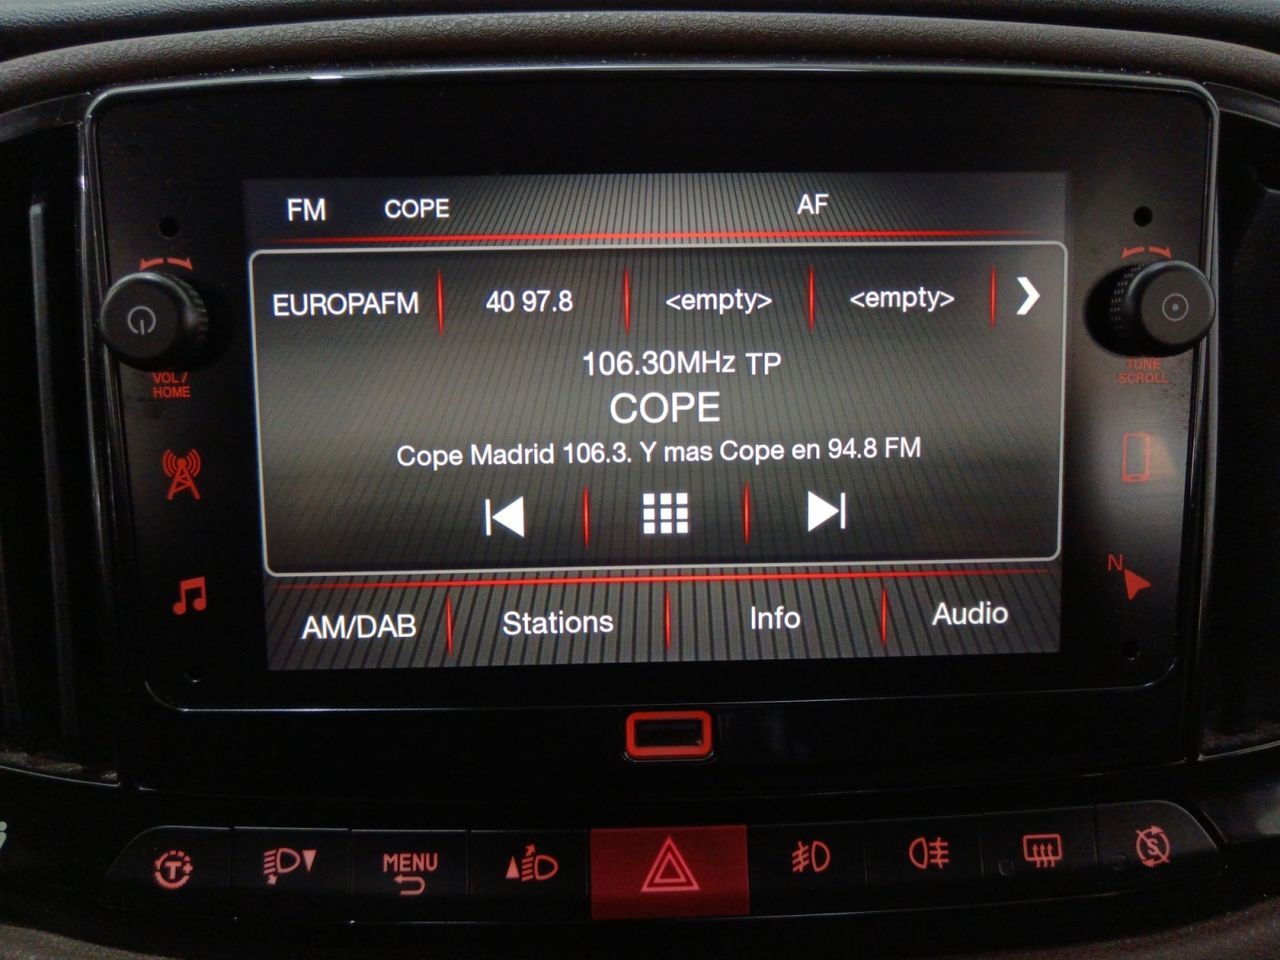 FM COPE AF
EUROPAFM 40 97.8 <empty> <empty>
106.30MHz TP
COPE
Cope Madrid 106.3. Y mas Cope en 94.8 FM
AM/DAB Stations Info Audio
VOL / HOME
TUNE SCROLL
N
T+
MENU
S